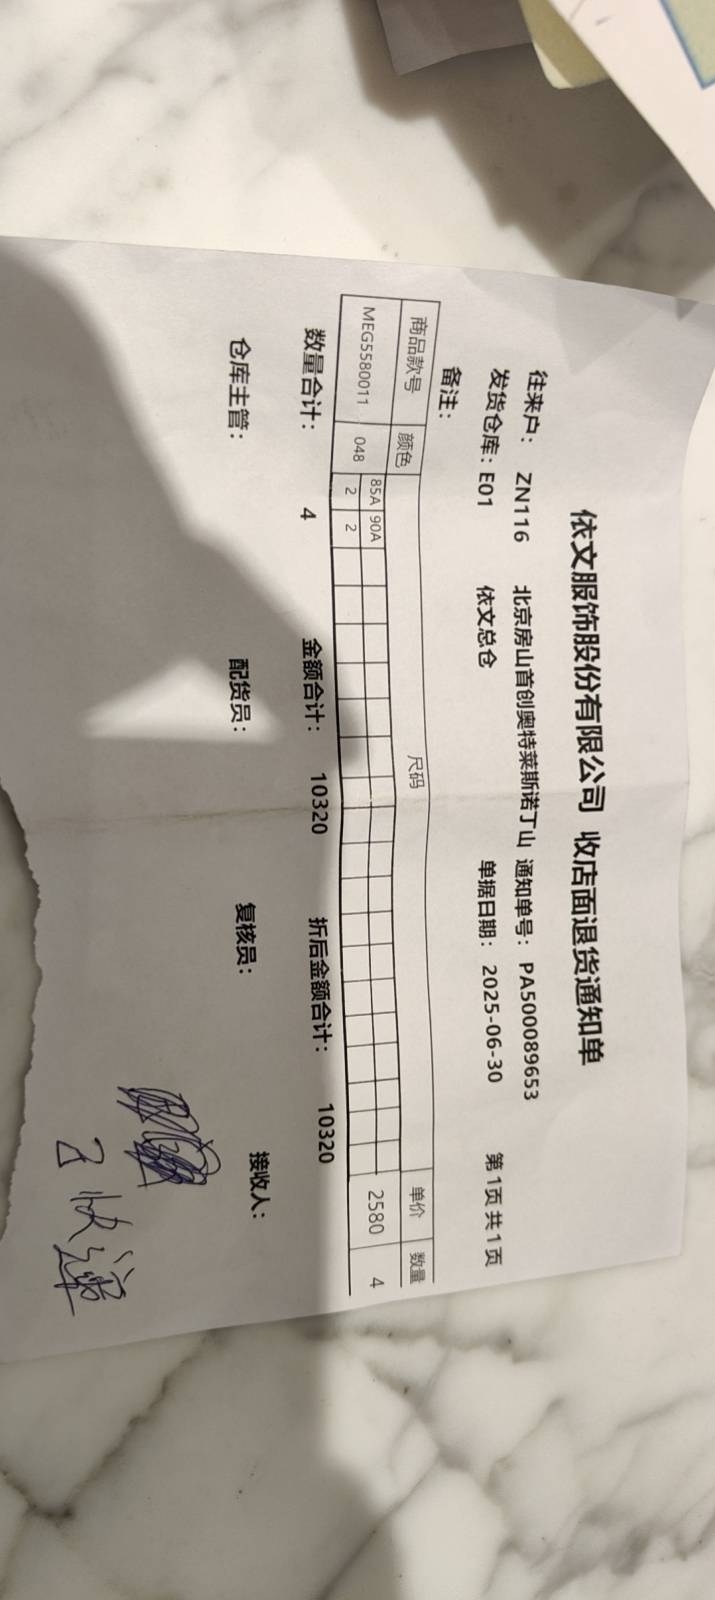 依文服饰股份有限公司 收店面退货通知单
往来户： ZN116 北京房山首创奥特莱斯诺丁山 通知单号： PA500089653
发货仓库：E01 依文总仓 单据日期： 2025-06-30 第1页 共1页
备注：
商品款号 颜色 尺码 单价 数量
85A 90A
MEG5580011 048 2 2 2580 4
数量合计： 4 金额合计： 10320 折后金额合计： 10320
仓库主管： 配货员： 复核员： 接收人：